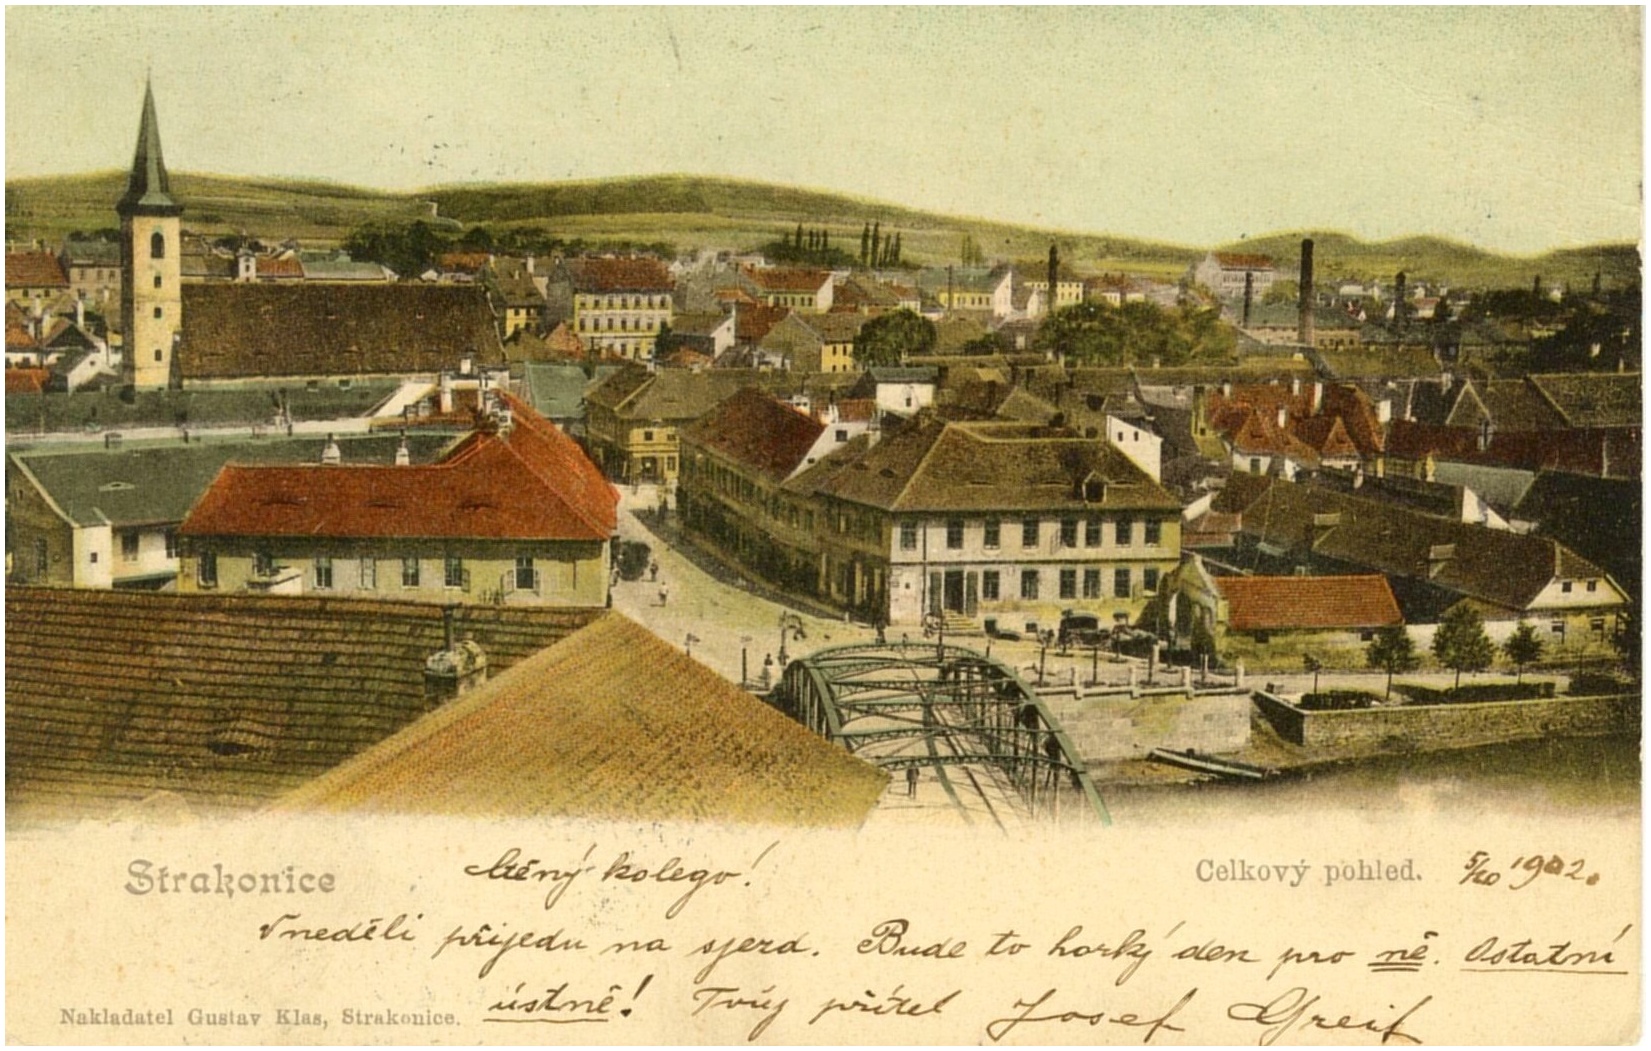 Strakonice
Ctěný kolego!
Celkový pohled.
5/10 1902.
V neděli přijedu na sjezd. Bude to horký den pro ně. Ostatní
ústně! Tvůj přítel Josef Greif
Nakladatel Gustav Klas, Strakonice.